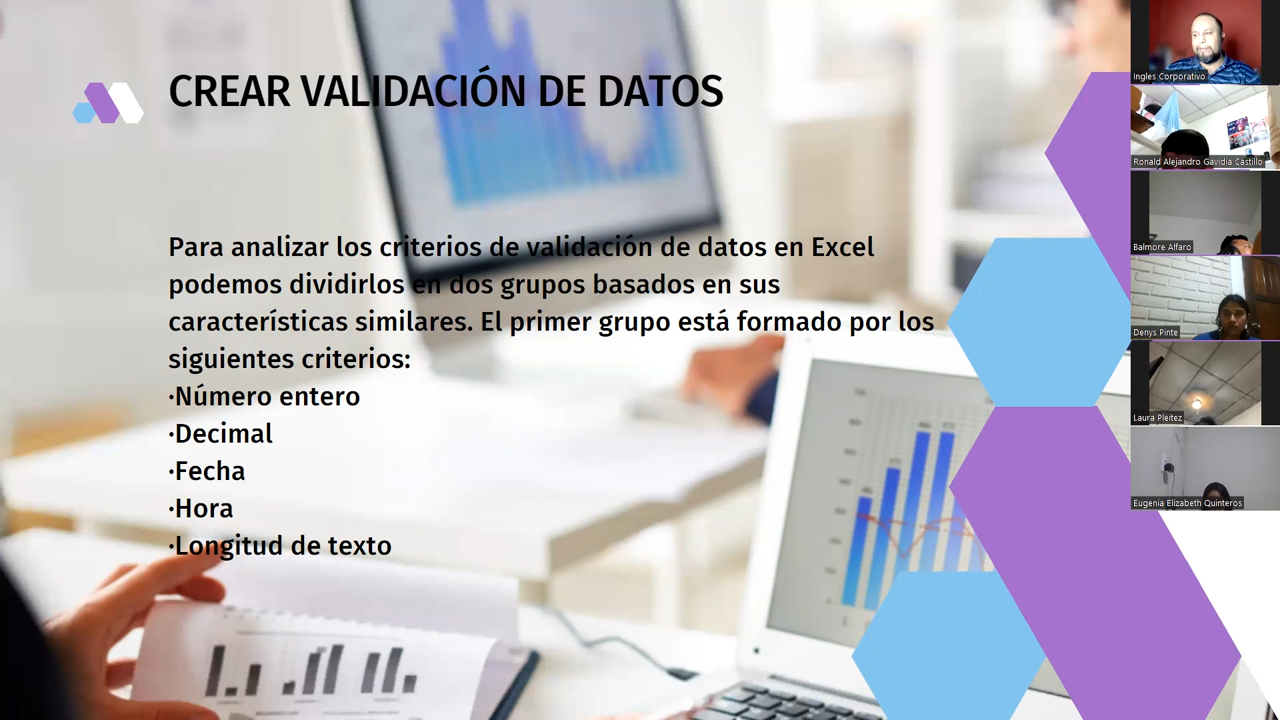 CREAR VALIDACIÓN DE DATOS
Para analizar los criterios de validación de datos en Excel
podemos dividirlos en dos grupos basados en sus
características similares. El primer grupo está formado por los
siguientes criterios:
·Número entero
·Decimal
·Fecha
·Hora
·Longitud de texto
Ingles Corporativo
Ronald Alejandro Gavidia Castillo
Balmore Alfaro
Denys Pinte
Laura Pleitez
Eugenia Elizabeth Quinteros